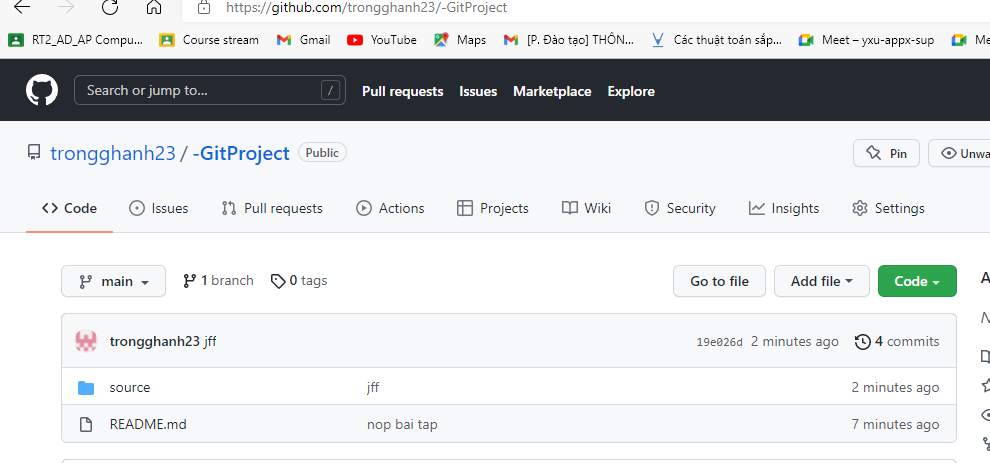 https://github.com/trongghanh23/-GitProject
RT2_AD_AP Compu... Course stream Gmail YouTube Maps [P. Đào tạo] THÔN... Các thuật toán sắp... Meet – yxu-appx-sup Me
Search or jump to... / Pull requests Issues Marketplace Explore
trongghanh23 / -GitProject Public Pin Unwa
Code Issues Pull requests Actions Projects Wiki Security Insights Settings
main 1 branch 0 tags Go to file Add file Code A
trongghanh23 jff 19e026d 2 minutes ago 4 commits
source jff 2 minutes ago
README.md nop bai tap 7 minutes ago